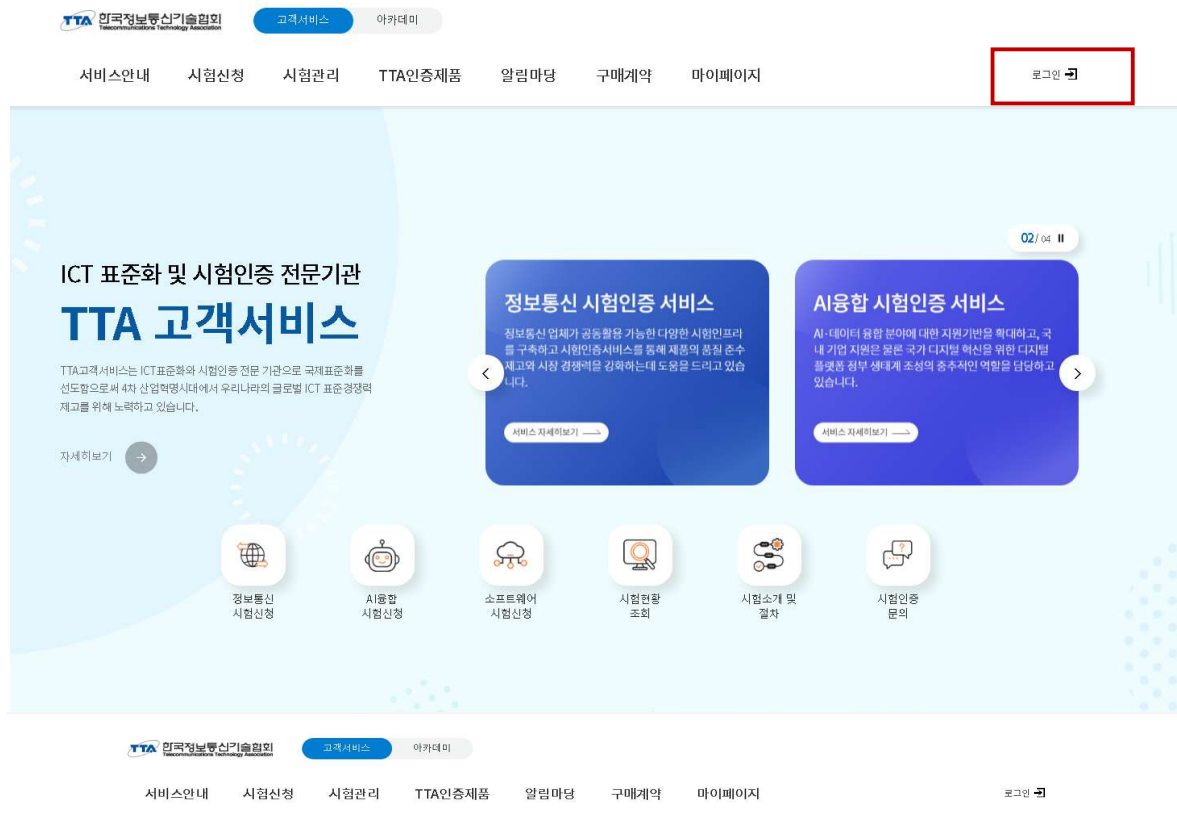 TTA 한국정보통신기술협회
Telecommunications Technology Association
고객서비스
아카데미
서비스안내 시험신청 시험관리 TTA인증제품 알림마당 구매계약 마이페이지 로그인
02 / 04
ICT 표준화 및 시험인증 전문기관
TTA 고객서비스
TTA고객서비스는 ICT표준화와 시험인증 전문 기관으로 국제표준화를
선도함으로써 4차 산업혁명시대에서 우리나라의 글로벌 ICT 표준경쟁력
제고를 위해 노력하고 있습니다.
자세히보기
정보통신 시험인증 서비스
정보통신 업체가 공동활용 가능한 다양한 시험인프라
를 구축하고 시험인증서비스를 통해 제품의 품질 준수
제고와 시장 경쟁력을 강화하는데 도움을 드리고 있습
니다.
서비스 자세히보기
AI융합 시험인증 서비스
AI·데이터 융합 분야에 대한 지원기반을 확대하고, 국
내 기업 지원은 물론 국가 디지털 혁신을 위한 디지털
플랫폼 정부 생태계 조성의 중추적인 역할을 담당하고
있습니다.
서비스 자세히보기
정보통신
시험신청
AI융합
시험신청
소프트웨어
시험신청
시험현황
조회
시험소개 및
절차
시험인증
문의
TTA 한국정보통신기술협회
Telecommunications Technology Association
고객서비스
아카데미
서비스안내 시험신청 시험관리 TTA인증제품 알림마당 구매계약 마이페이지 로그인